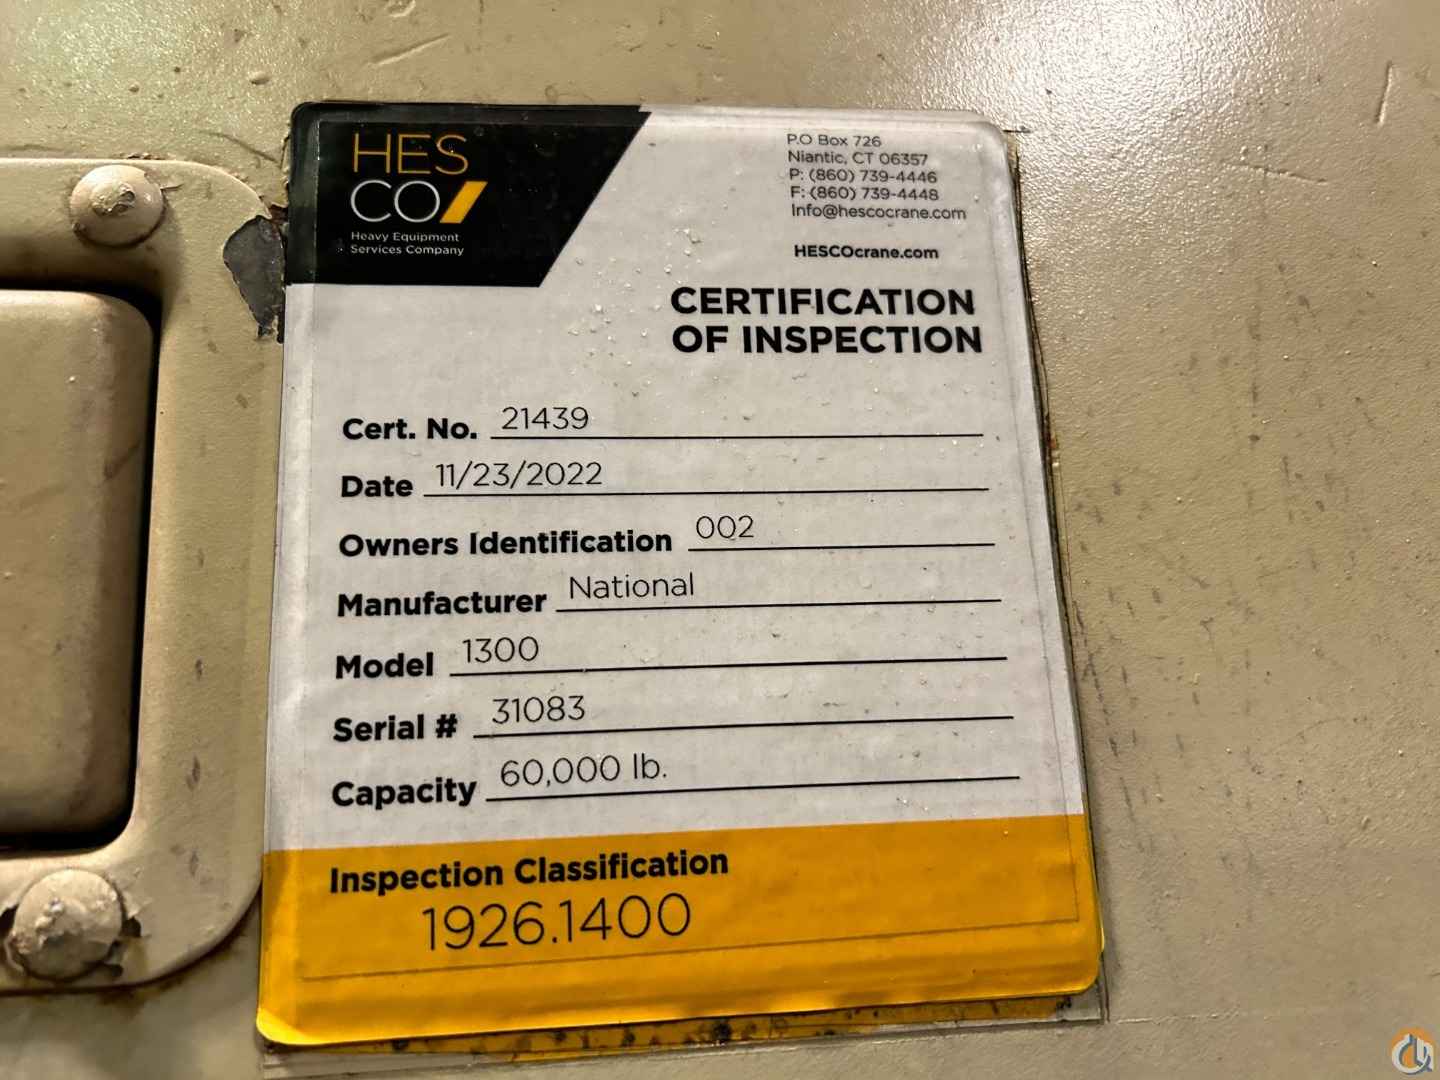 HES
CO
Heavy Equipment
Services Company
P.O Box 726
Niantic, CT 06357
P: (860) 739-4446
F: (860) 739-4448
Info@hescocrane.com
HESCOcrane.com
CERTIFICATION
OF INSPECTION
Cert. No. 21439
Date 11/23/2022
Owners Identification 002
Manufacturer National
Model 1300
Serial # 31083
Capacity 60,000 lb.
Inspection Classification
1926.1400